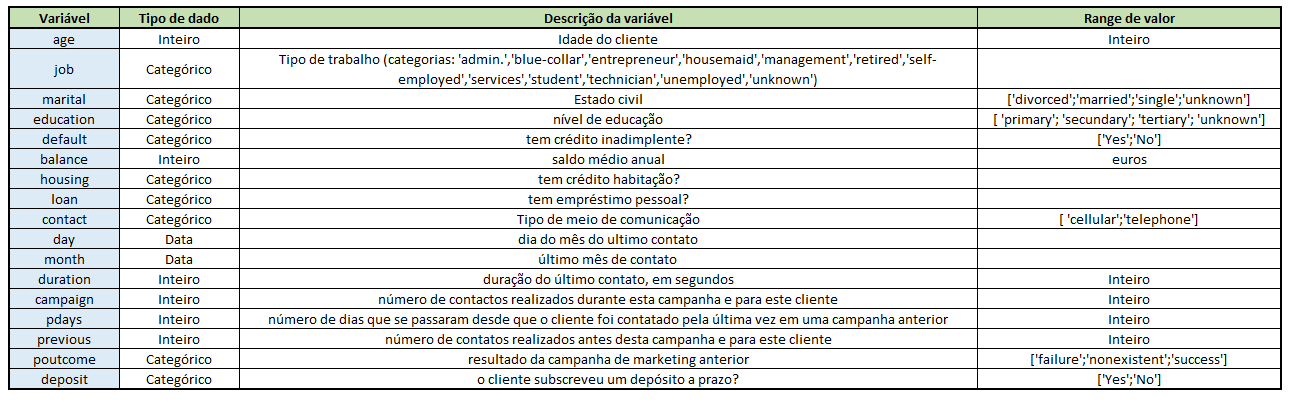 Variável Tipo de dado Descrição da variável Range de valor
age Inteiro Idade do cliente Inteiro
job Categórico Tipo de trabalho (categorias: 'admin.','blue-collar','entrepreneur','housemaid','management','retired','self-
employed','services','student','technician','unemployed','unknown')
marital Categórico Estado civil ['divorced';'married';'single';'unknown']
education Categórico nível de educação [ 'primary'; 'secundary'; 'tertiary'; 'unknown']
default Categórico tem crédito inadimplente? ['Yes';'No']
balance Inteiro saldo médio anual euros
housing Categórico tem crédito habitação?
loan Categórico tem empréstimo pessoal?
contact Categórico Tipo de meio de comunicação [ 'cellular';'telephone']
day Data dia do mês do ultimo contato
month Data último mês de contato
duration Inteiro duração do último contato, em segundos Inteiro
campaign Inteiro número de contactos realizados durante esta campanha e para este cliente Inteiro
pdays Inteiro número de dias que se passaram desde que o cliente foi contatado pela última vez em uma campanha anterior Inteiro
previous Inteiro número de contatos realizados antes desta campanha e para este cliente Inteiro
poutcome Categórico resultado da campanha de marketing anterior ['failure';'nonexistent';'success']
deposit Categórico o cliente subscreveu um depósito a prazo? ['Yes';'No']